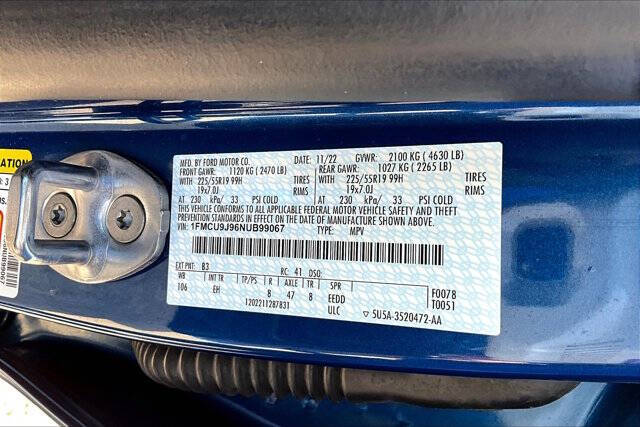 MFD. BY FORD MOTOR CO. 11/22 GVWR: 2100 KG ( 4630 LB)
FRONT GAWR: 1120 KG ( 2470 LB) REAR GAWR: 1027 KG ( 2265 LB)
WITH 225/55R19 99H TIRES WITH 225/55R19 99H TIRES
19x7.0J RIMS 19x7.0J RIMS
AT 230 kPa/ 33 PSI COLD AT 230 kPa/ 33 PSI COLD
THIS VEHICLE CONFORMS TO ALL APPLICABLE FEDERAL MOTOR VEHICLE SAFETY AND THEFT
PREVENTION STANDARDS IN EFFECT ON THE DATE OF MANUFACTURE SHOWN ABOVE.
VIN: 1FMCU9J96NUB99067 TYPE: MPV
EXT PNT: B3 RC: 41 DSO:
WB INT TR TP/PS R AXLE TR SPR F0078
106 EH B 47 8 EEDD T0051
1202211287831 ULC 5U5A-3520472-AA